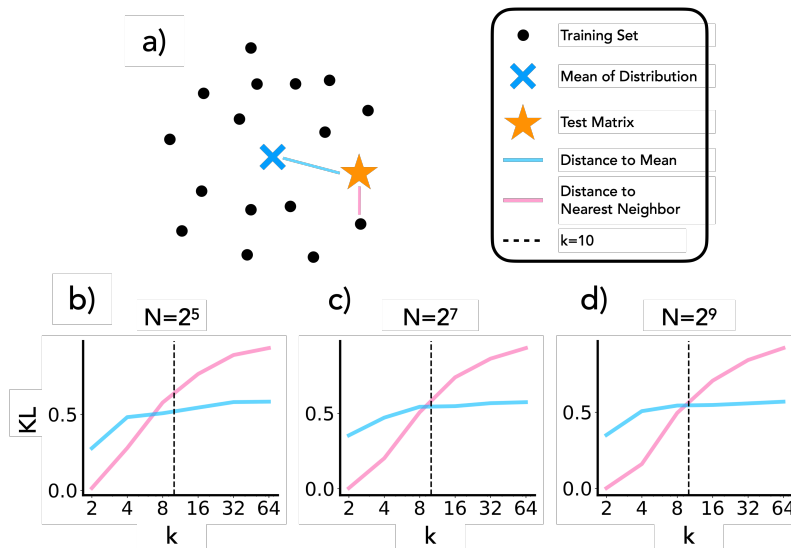 a)
Training Set
Mean of Distribution
Test Matrix
Distance to Mean
Distance to
Nearest Neighbor
k=10
b)
c)
d)
N=2⁵
N=2⁷
N=2⁹
KL
0.5
0.0
2 4 8 16 32 64
k
0.5
0.0
2 4 8 16 32 64
k
0.5
0.0
2 4 8 16 32 64
k